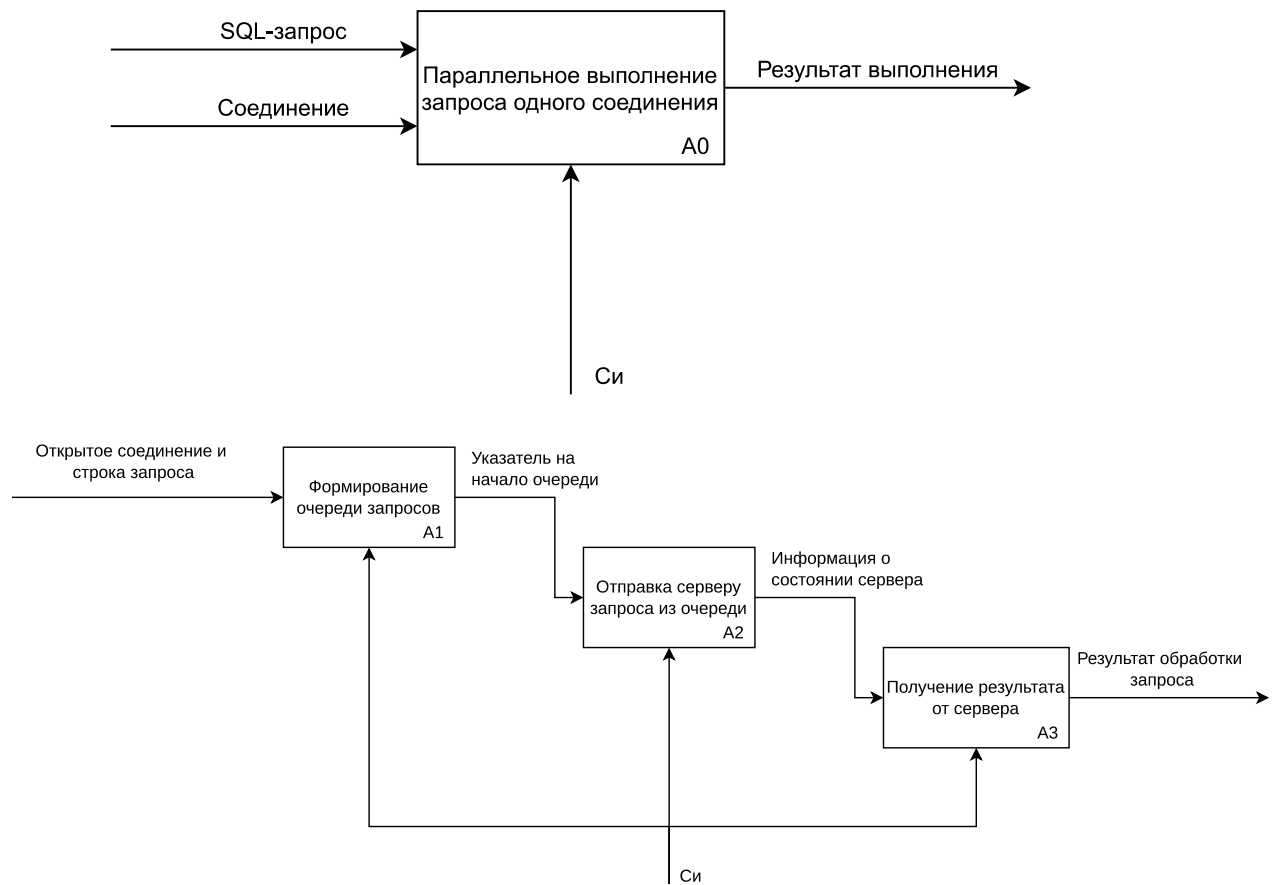 SQL-запрос
Соединение
Параллельное выполнение
запроса одного соединения
A0
Результат выполнения
Си
Открытое соединение и
строка запроса
Формирование
очереди запросов
A1
Указатель на
начало очереди
Отправка серверу
запроса из очереди
A2
Информация о
состоянии сервера
Получение результата
от сервера
A3
Результат обработки
запроса
Си